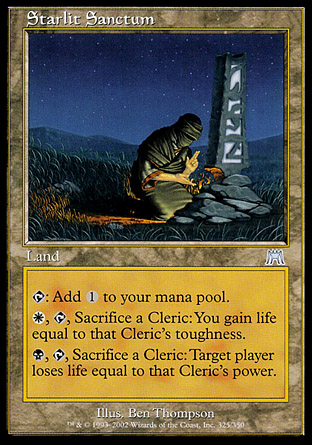 Starlit Sanctum
Land
: Add 1 to your mana pool.
, , Sacrifice a Cleric: You gain life
equal to that Cleric's toughness.
, , Sacrifice a Cleric: Target player
loses life equal to that Cleric's power.
Illus. Ben Thompson
™ & © 1993-2002 Wizards of the Coast, Inc. 325/350